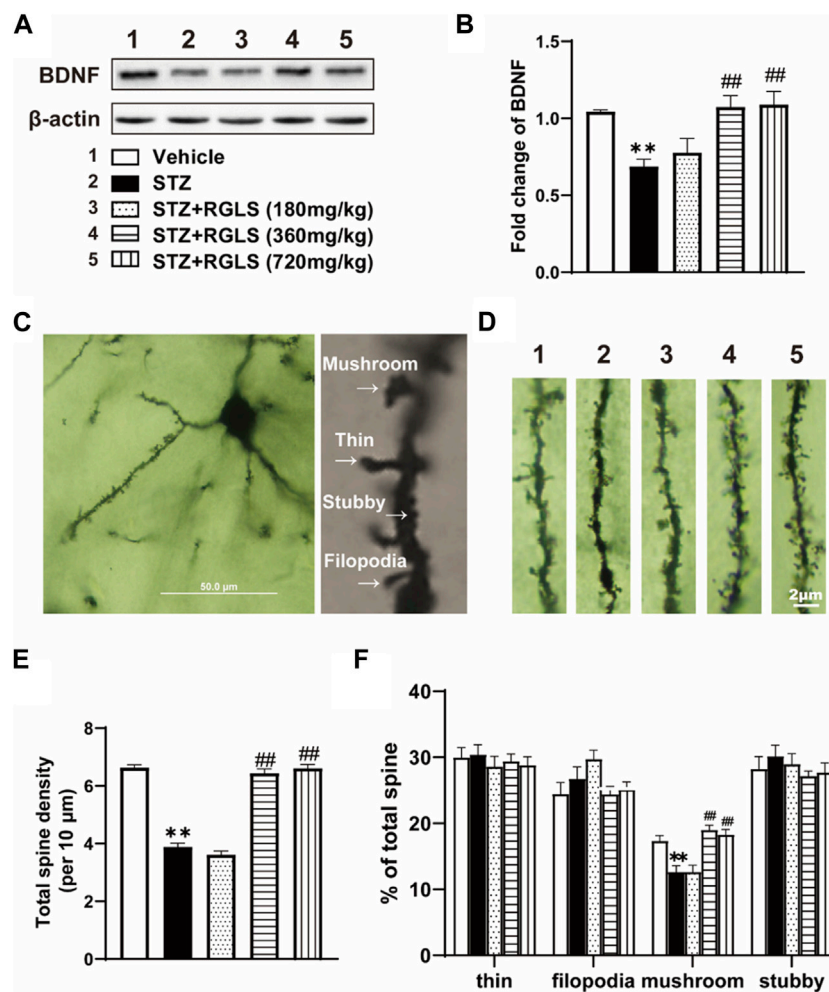 A
1 2 3 4 5
BDNF
β-actin
1 Vehicle
2 STZ
3 STZ+RGLS (180mg/kg)
4 STZ+RGLS (360mg/kg)
5 STZ+RGLS (720mg/kg)
B
Fold change of BDNF
1.5
1.0
0.5
0.0
**
##
##
C
50.0 µm
Mushroom
Thin
Stubby
Filopodia
D
1 2 3 4 5
2µm
E
Total spine density
(per 10 µm)
8
6
4
2
0
**
##
##
F
% of total spine
40
30
20
10
0
**
##
##
thin filopodia mushroom stubby